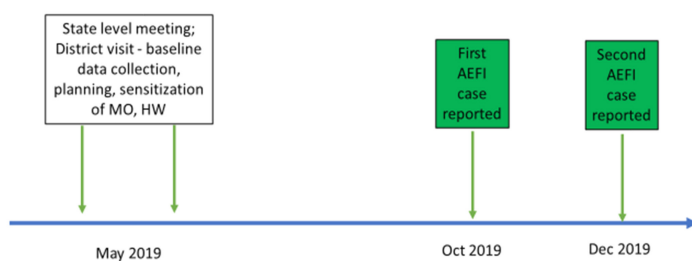 State level meeting;
District visit - baseline
data collection,
planning, sensitization
of MO, HW
First
AEFI
case
reported
Second
AEFI
case
reported
May 2019
Oct 2019
Dec 2019